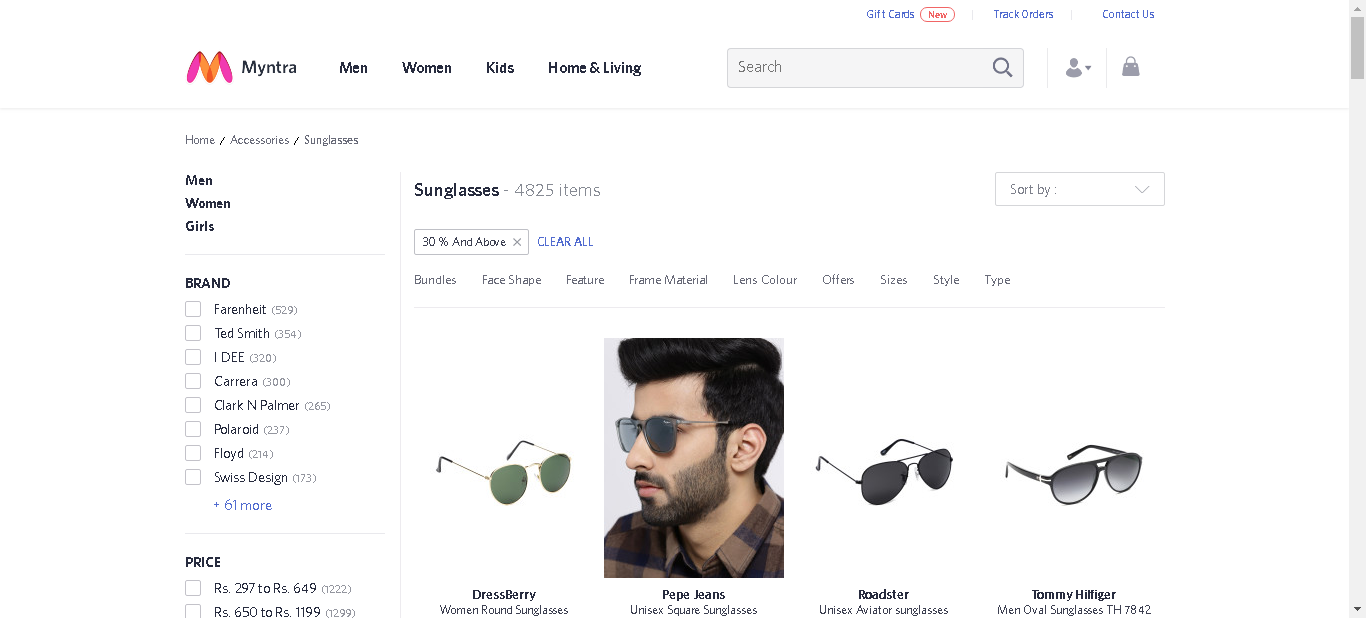 Gift Cards New Track Orders Contact Us
Myntra Men Women Kids Home & Living Search
Home / Accessories / Sunglasses
Men
Women
Girls
BRAND
Farenheit (529)
Ted Smith (354)
I DEE (320)
Carrera (300)
Clark N Palmer (265)
Polaroid (237)
Floyd (214)
Swiss Design (173)
+ 61 more
PRICE
Rs. 297 to Rs. 649 (1222)
Rs. 650 to Rs. 1199 (1299)
Sunglasses - 4825 items
Sort by :
30 % And Above CLEAR ALL
Bundles Face Shape Feature Frame Material Lens Colour Offers Sizes Style Type
DressBerry
Women Round Sunglasses
Pepe Jeans
Unisex Square Sunglasses
Roadster
Unisex Aviator sunglasses
Tommy Hilfiger
Men Oval Sunglasses TH 7842